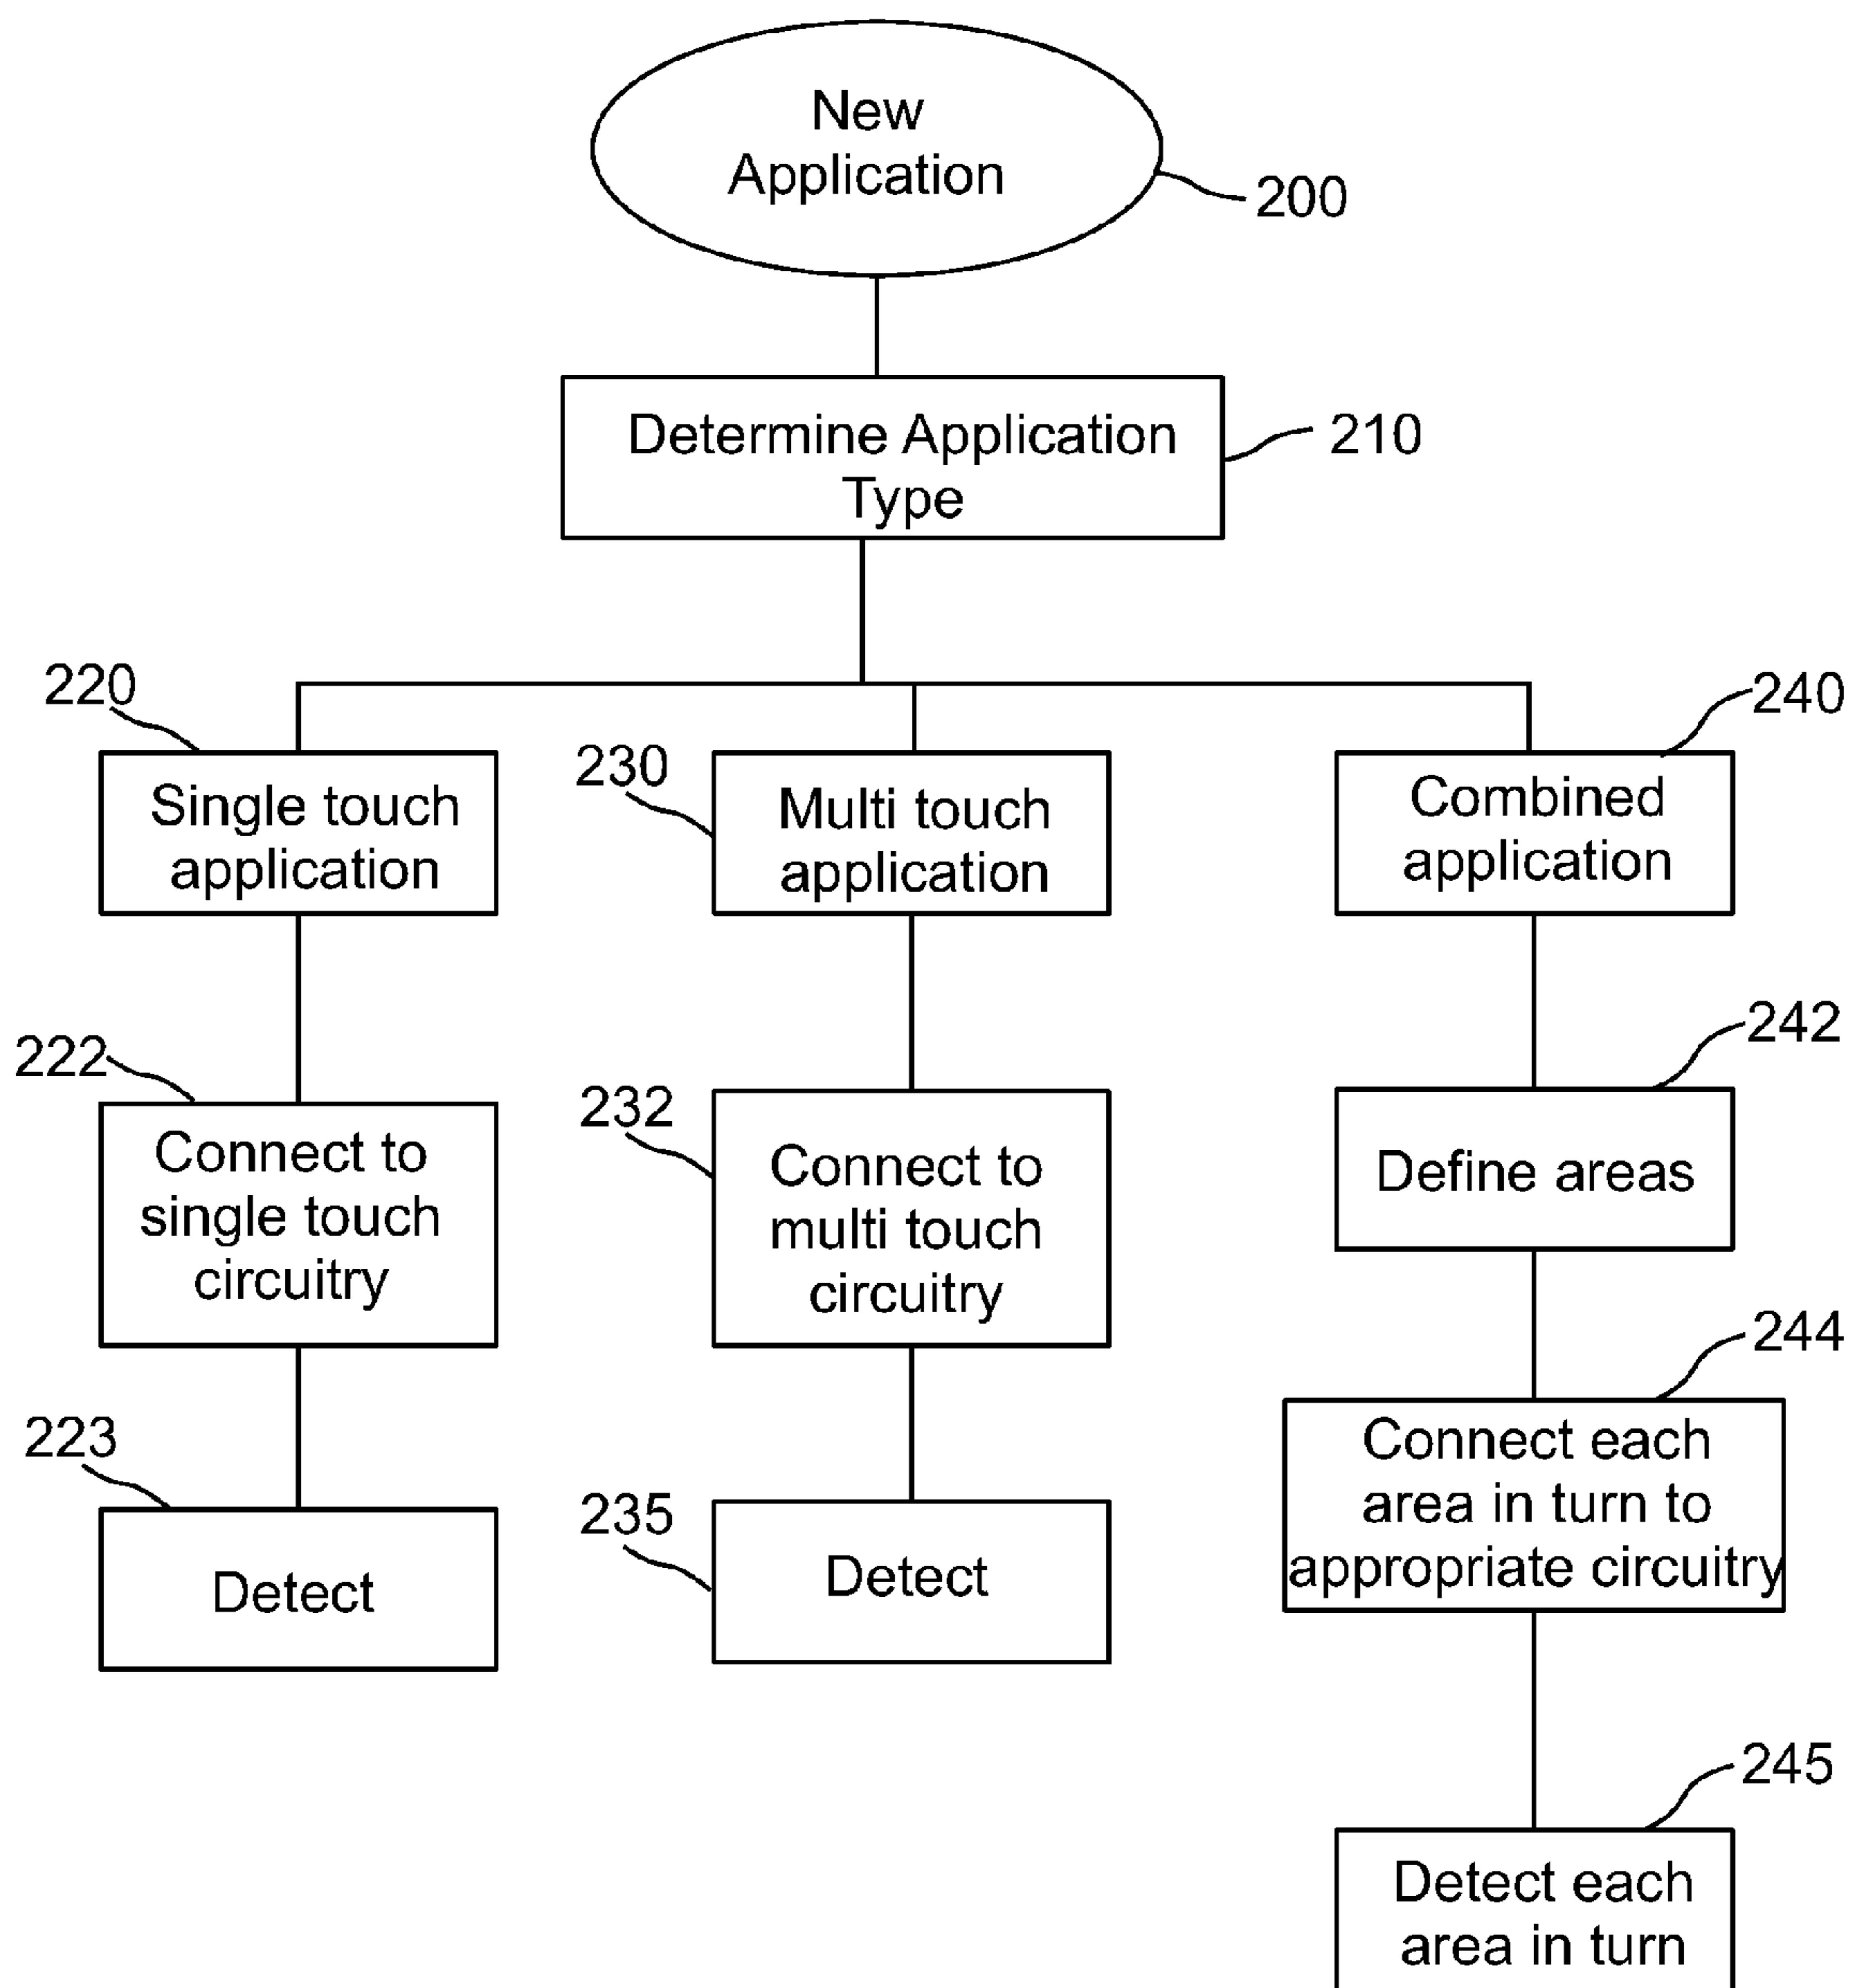 New
Application
200
Determine Application
Type
210
220
Single touch
application
230
Multi touch
application
240
Combined
application
222
Connect to
single touch
circuitry
232
Connect to
multi touch
circuitry
242
Define areas
244
Connect each
area in turn to
appropriate circuitry
223
Detect
235
Detect
245
Detect each
area in turn